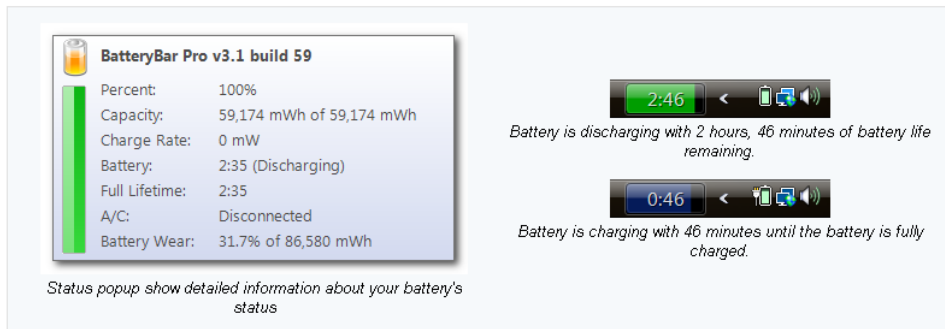 BatteryBar Pro v3.1 build 59
Percent: 100%
Capacity: 59,174 mWh of 59,174 mWh
Charge Rate: 0 mW
Battery: 2:35 (Discharging)
Full Lifetime: 2:35
A/C: Disconnected
Battery Wear: 31.7% of 86,580 mWh
Status popup show detailed information about your battery's
status
2:46
Battery is discharging with 2 hours, 46 minutes of battery life
remaining.
0:46
Battery is charging with 46 minutes until the battery is fully
charged.